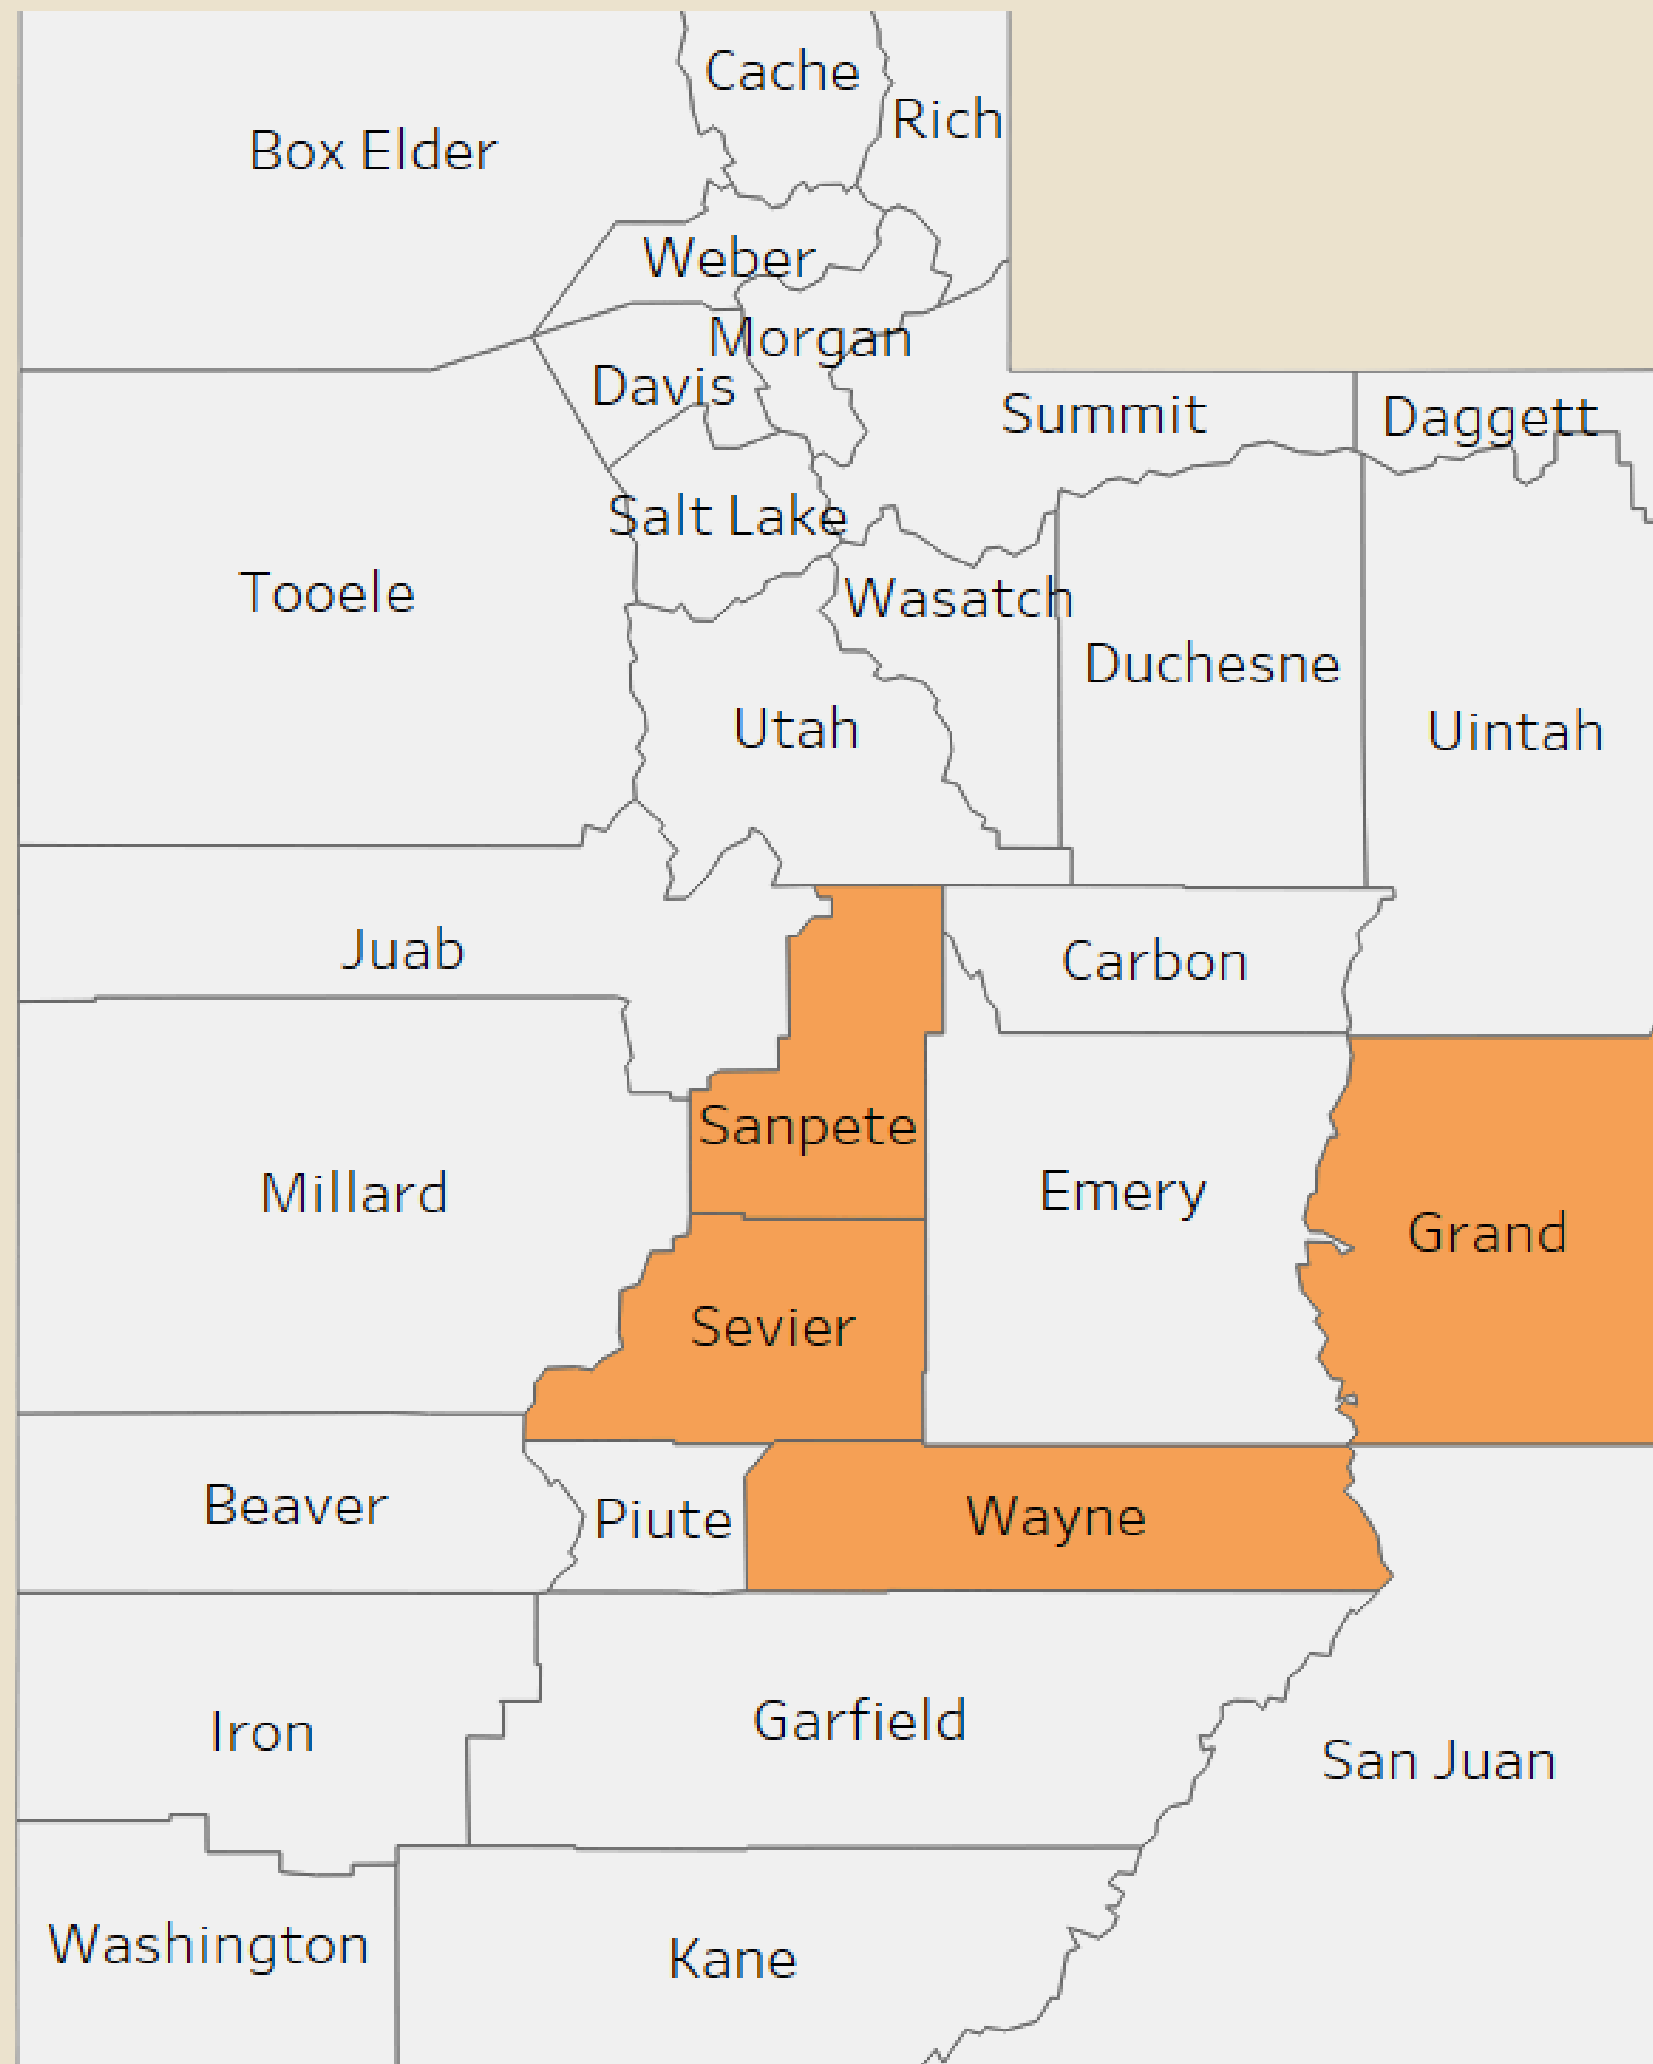 Cache
Rich
Box Elder
Weber
Morgan
Davis
Summit
Daggett
Salt Lake
Tooele
Wasatch
Duchesne
Utah
Uintah
Juab
Carbon
Sanpete
Millard
Emery
Grand
Sevier
Beaver
Piute
Wayne
Iron
Garfield
San Juan
Washington
Kane